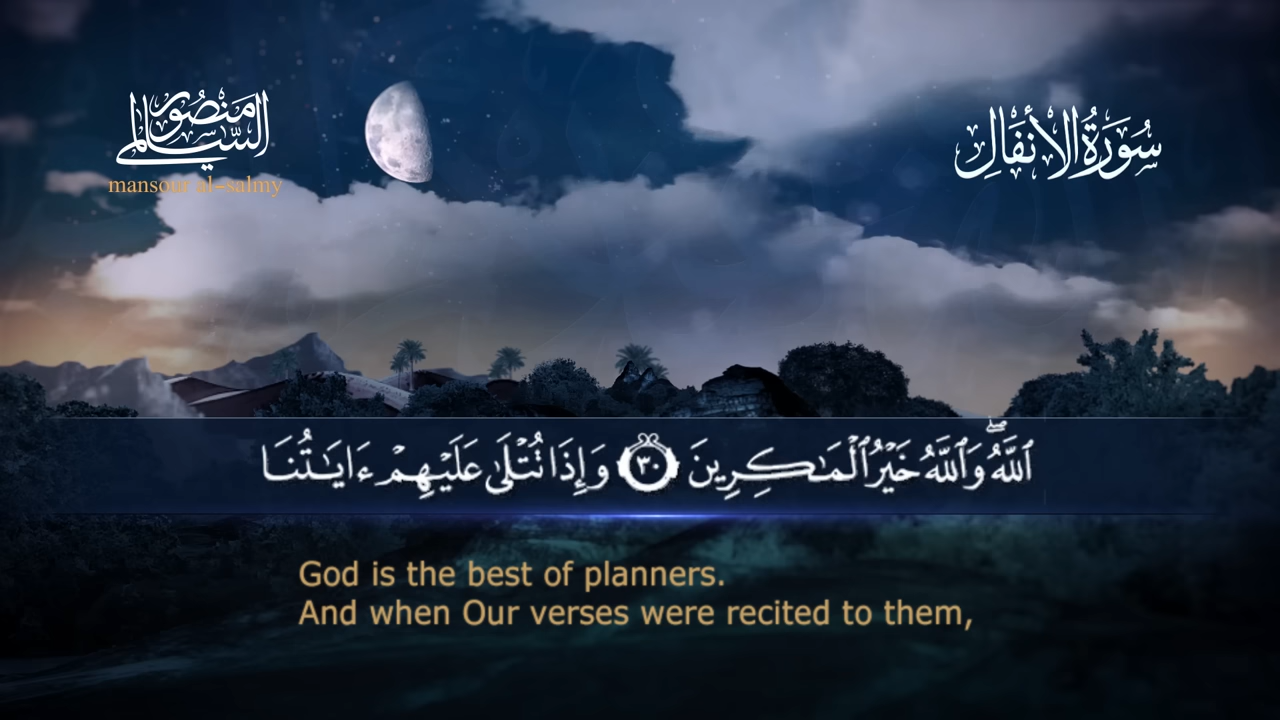 المنصور السالمي
mansour al-salmy
سُورَةُ الأَنفَالِ
ٱللَّهُۖ وَٱللَّهُ خَيْرُ ٱلْمَـٰكِرِينَ ٣٠ وَإِذَا تُتْلَىٰ عَلَيْهِمْ ءَايَـٰتُنَا
God is the best of planners.
And when Our verses were recited to them,